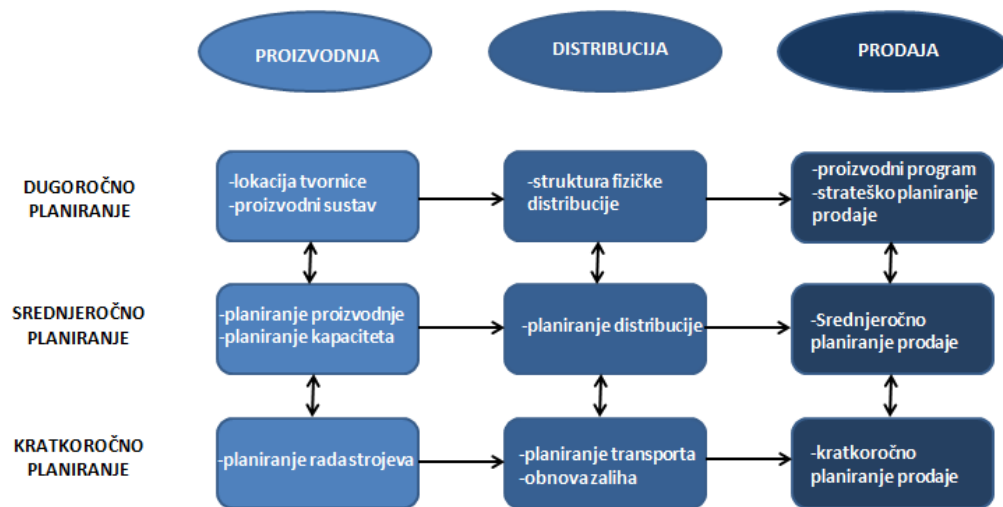 PROIZVODNJA
DISTRIBUCIJA
PRODAJA
DUGOROČNO
PLANIRANJE
-lokacija tvornice
-proizvodni sustav
-struktura fizičke
distribucije
-proizvodni program
-strateško planiranje
prodaje
SREDNJEROČNO
PLANIRANJE
-planiranje proizvodnje
-planiranje kapaciteta
-planiranje distribucije
-Srednjeročno
planiranje prodaje
KRATKOROČNO
PLANIRANJE
-planiranje rada strojeva
-planiranje transporta
-obnova zaliha
-kratkoročno
planiranje prodaje